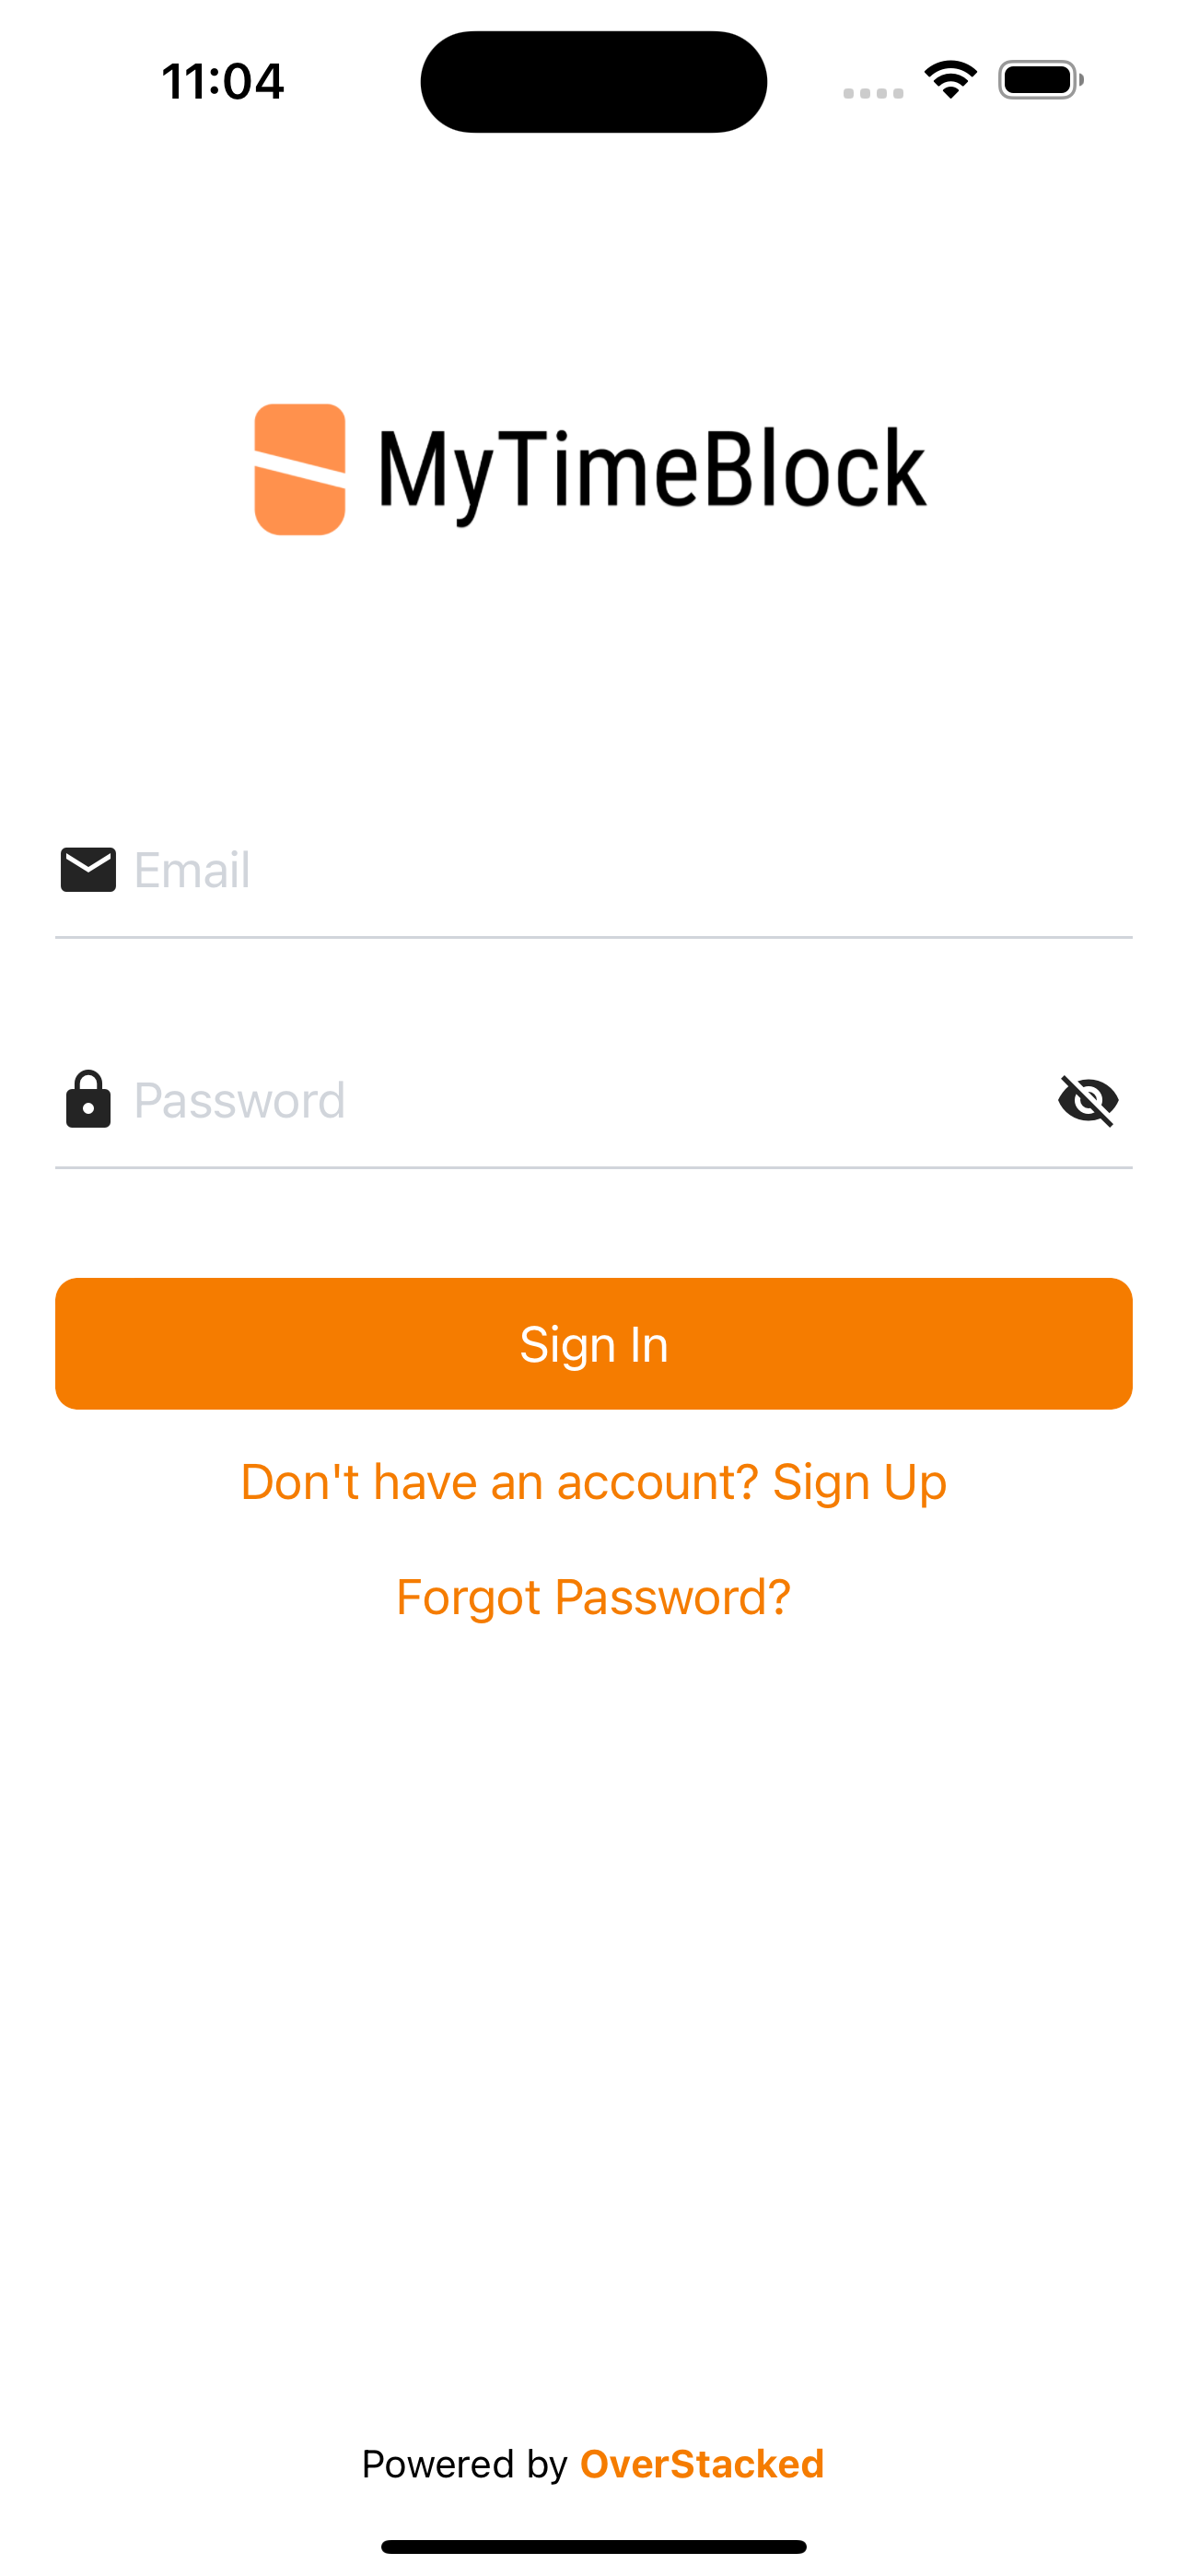 11:04
MyTimeBlock
Email
Password
Sign In
Don't have an account? Sign Up
Forgot Password?
Powered by OverStacked